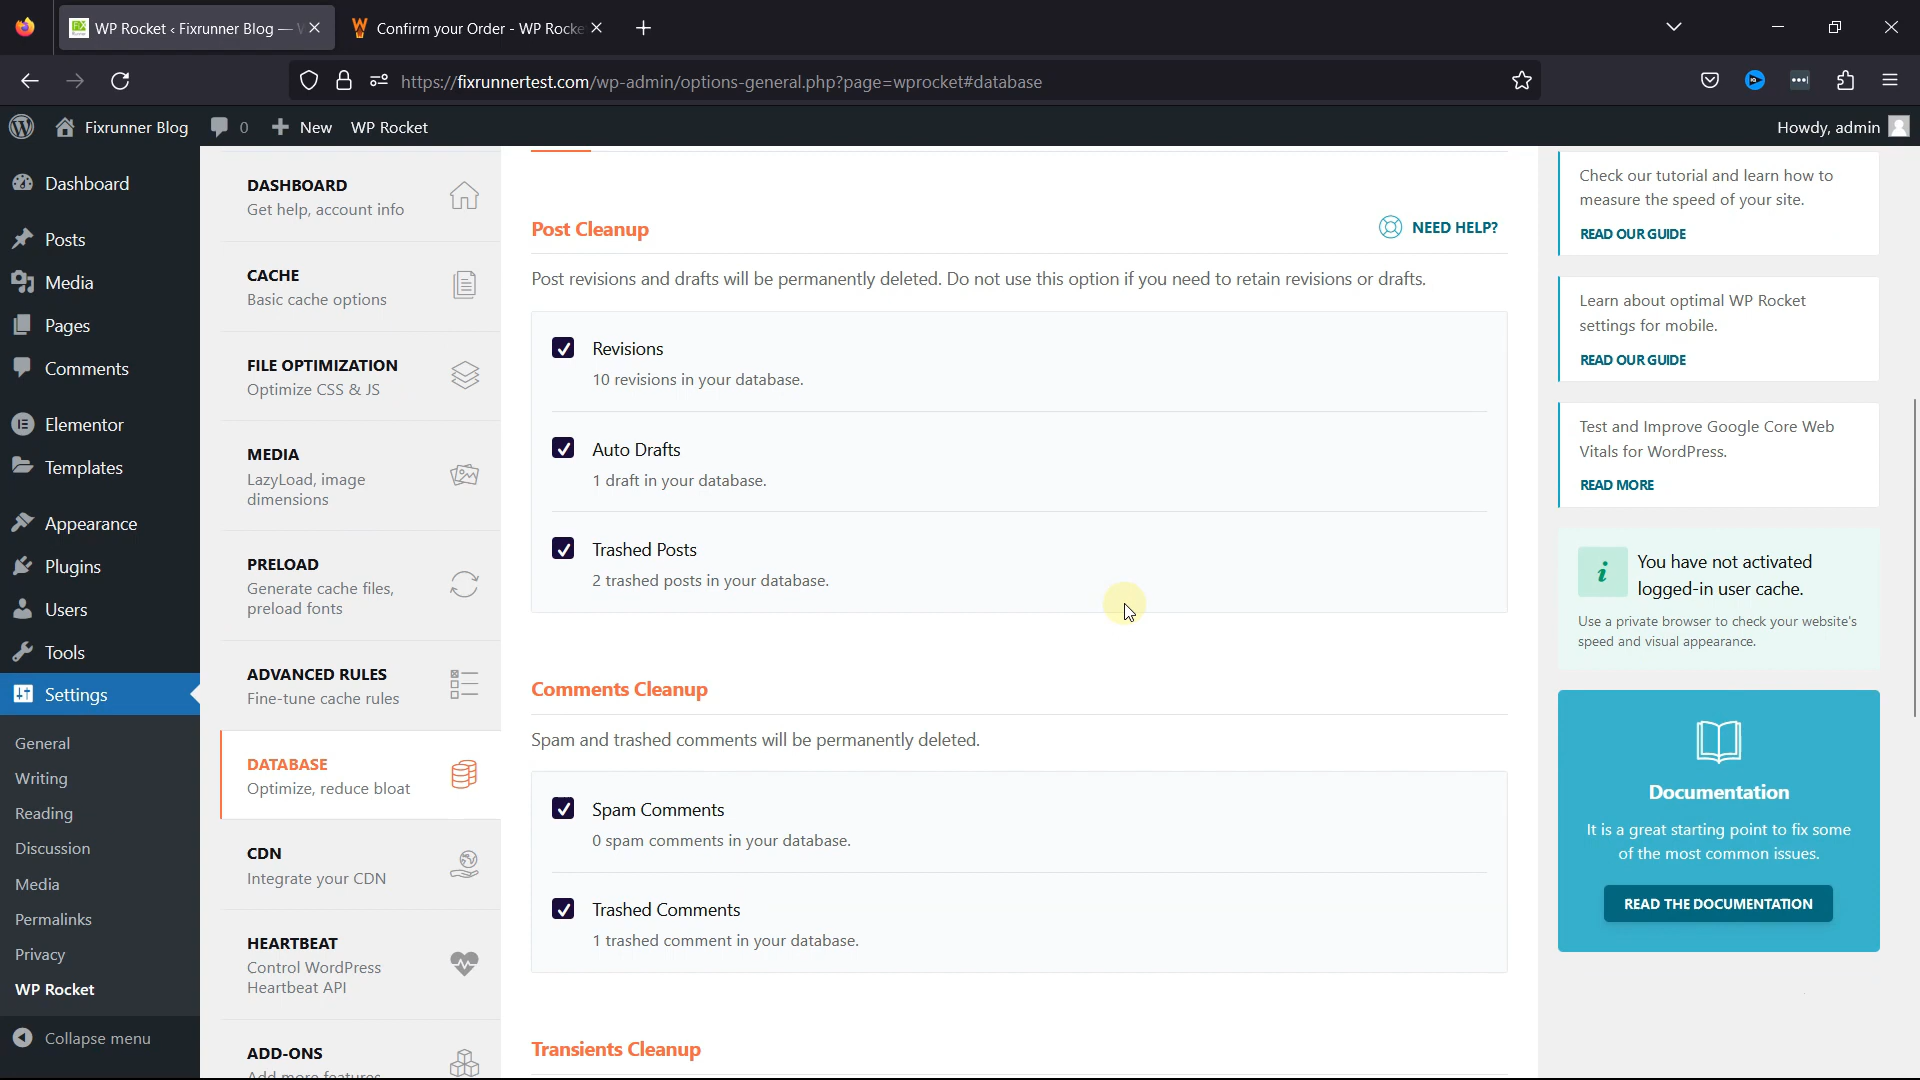 WP Rocket ‹ Fixrunner Blog —
Confirm your Order - WP Rocke
https://fixrunnertest.com/wp-admin/options-general.php?page=wprocket#database
Fixrunner Blog
0
New
WP Rocket
Howdy, admin
Dashboard
Posts
Media
Pages
Comments
Elementor
Templates
Appearance
Plugins
Users
Tools
Settings
General
Writing
Reading
Discussion
Media
Permalinks
Privacy
WP Rocket
Collapse menu
DASHBOARD
Get help, account info
CACHE
Basic cache options
FILE OPTIMIZATION
Optimize CSS & JS
MEDIA
LazyLoad, image
dimensions
PRELOAD
Generate cache files,
preload fonts
ADVANCED RULES
Fine-tune cache rules
DATABASE
Optimize, reduce bloat
CDN
Integrate your CDN
HEARTBEAT
Control WordPress
Heartbeat API
ADD-ONS
Add more features
Post Cleanup
NEED HELP?
Post revisions and drafts will be permanently deleted. Do not use this option if you need to retain revisions or drafts.
Revisions
10 revisions in your database.
Auto Drafts
1 draft in your database.
Trashed Posts
2 trashed posts in your database.
Comments Cleanup
Spam and trashed comments will be permanently deleted.
Spam Comments
0 spam comments in your database.
Trashed Comments
1 trashed comment in your database.
Transients Cleanup
Check our tutorial and learn how to
measure the speed of your site.
READ OUR GUIDE
Learn about optimal WP Rocket
settings for mobile.
READ OUR GUIDE
Test and Improve Google Core Web
Vitals for WordPress.
READ MORE
You have not activated
logged-in user cache.
Use a private browser to check your website's
speed and visual appearance.
Documentation
It is a great starting point to fix some
of the most common issues.
READ THE DOCUMENTATION